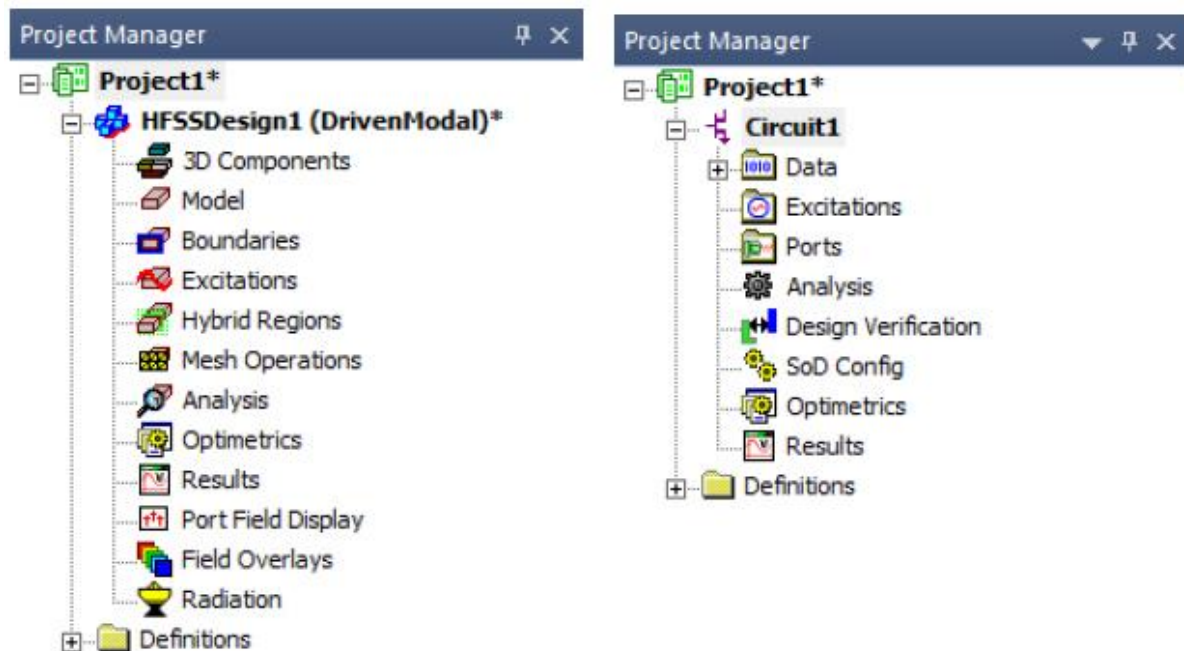 Project Manager
Project1*
HFSSDesign1 (DrivenModal)*
3D Components
Model
Boundaries
Excitations
Hybrid Regions
Mesh Operations
Analysis
Optimetrics
Results
Port Field Display
Field Overlays
Radiation
Definitions
Project Manager
Project1*
Circuit1
Data
Excitations
Ports
Analysis
Design Verification
SoD Config
Optimetrics
Results
Definitions